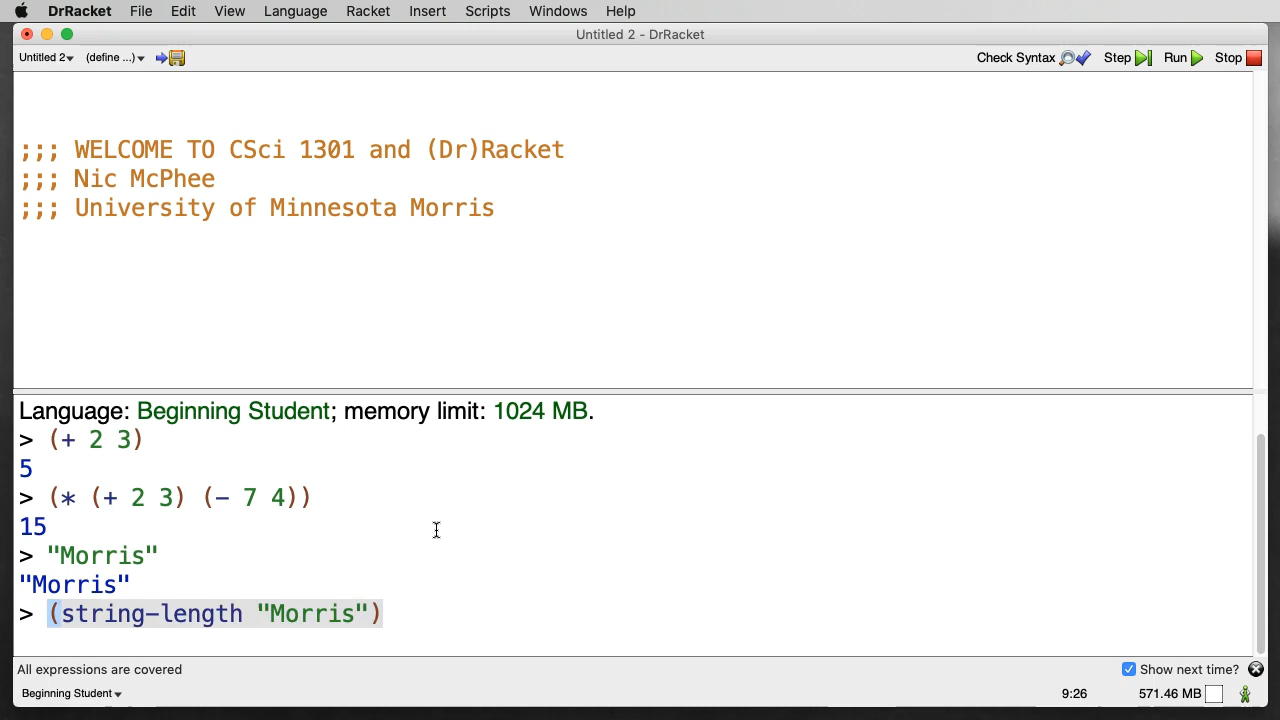 DrRacket File Edit View Language Racket Insert Scripts Windows Help
Untitled 2 - DrRacket
Untitled 2 (define ...) Check Syntax Step Run Stop
;;; WELCOME TO CSci 1301 and (Dr)Racket
;;; Nic McPhee
;;; University of Minnesota Morris
Language: Beginning Student; memory limit: 1024 MB.
> (+ 2 3)
5
> (* (+ 2 3) (- 7 4))
15
> "Morris"
"Morris"
> (string-length "Morris")
All expressions are covered Show next time?
Beginning Student 9:26 571.46 MB